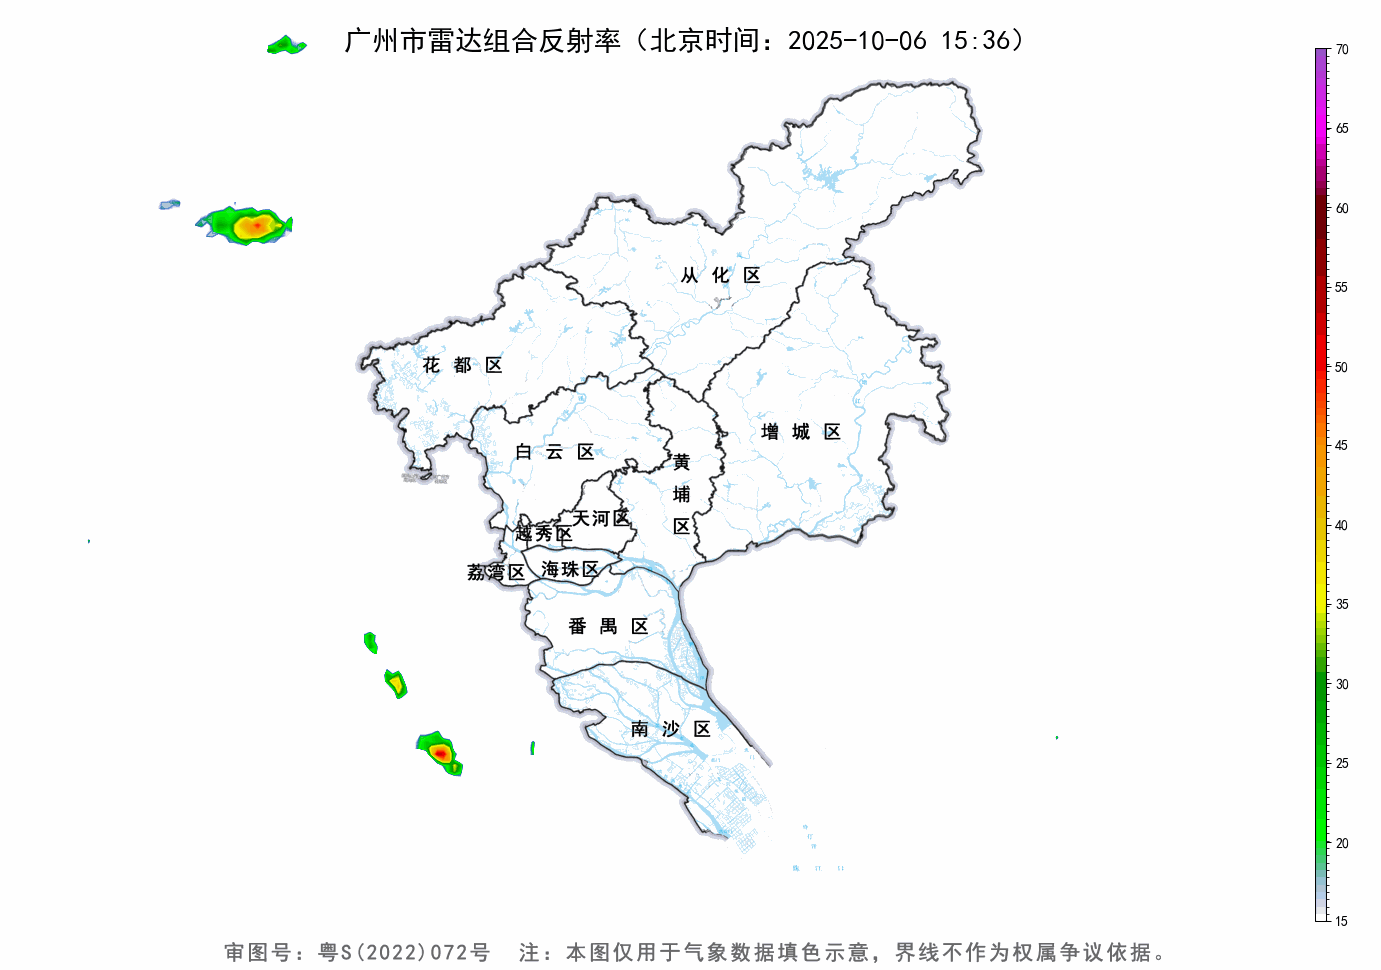 广州市雷达组合反射率（北京时间：2025-10-06 15:36）
70
65
60
55
50
45
40
35
30
25
20
15
从化区
花都区
增城区
白云区
黄埔区
天河区
越秀区
海珠区
荔湾区
番禺区
南沙区
审图号：粤S(2022)072号 注：本图仅用于气象数据填色示意，界线不作为权属争议依据。